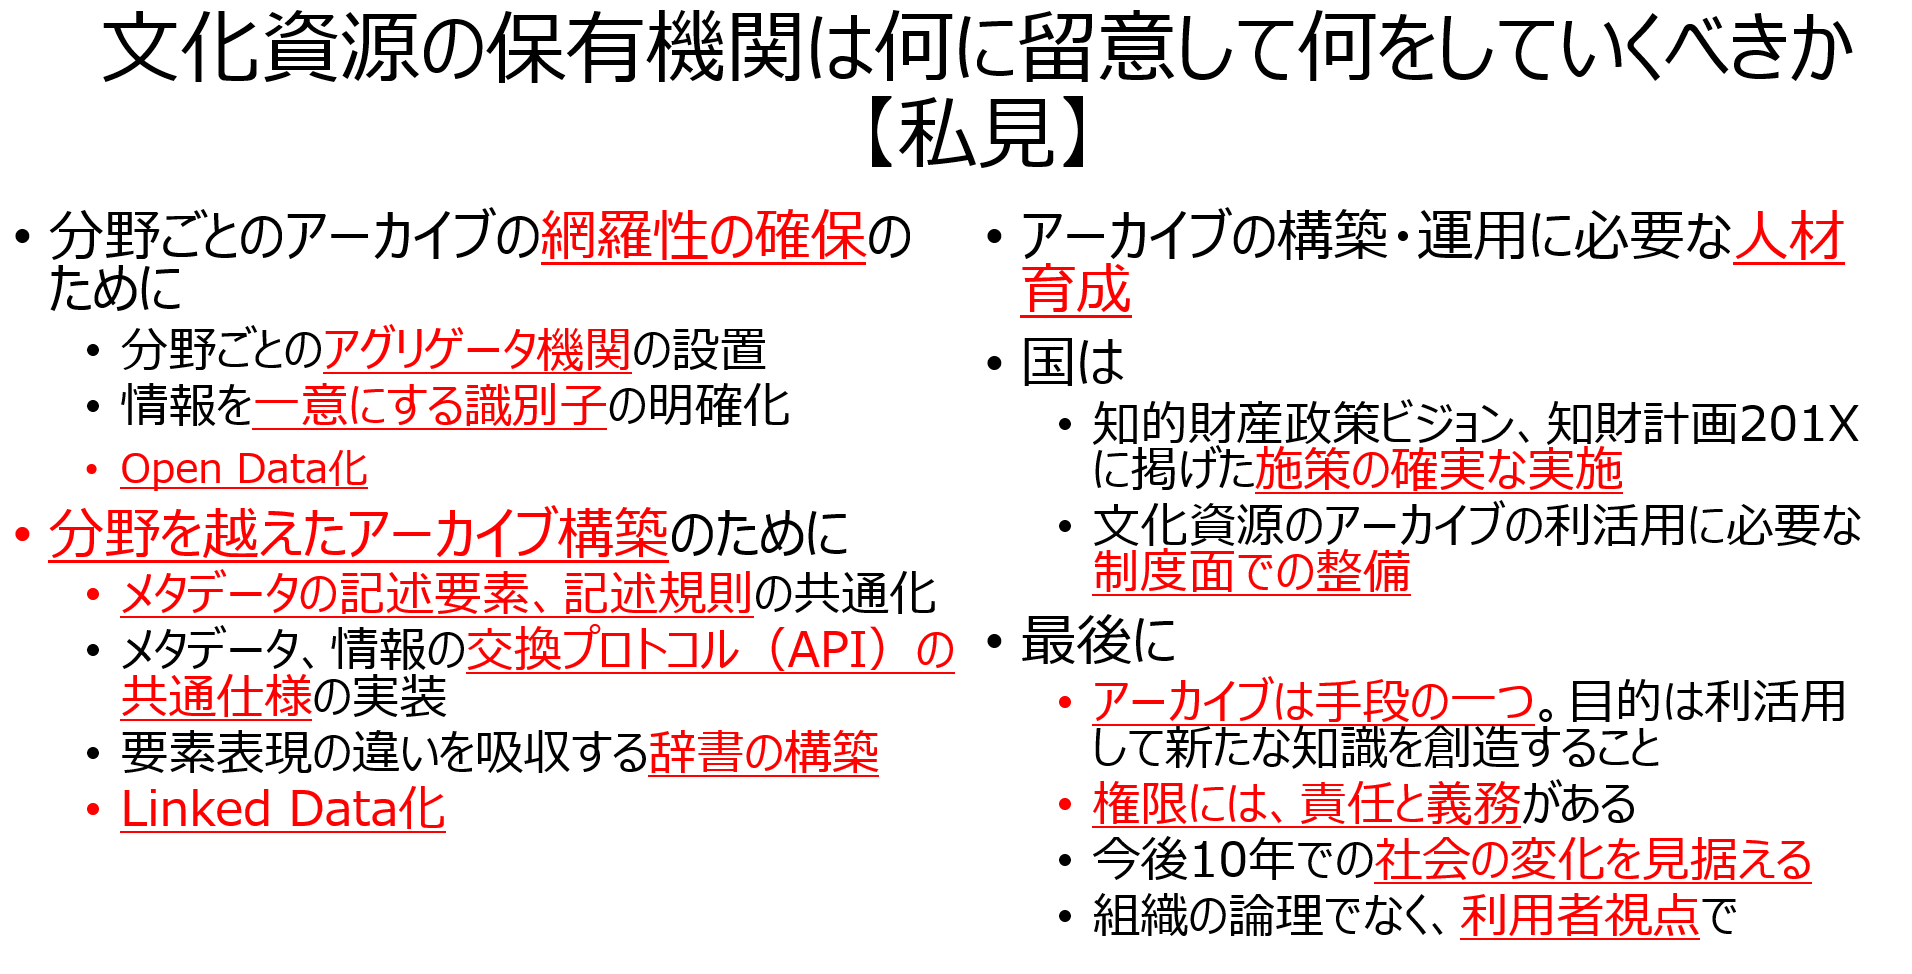 文化資源の保有機関は何に留意して何をしていくべきか
【私見】
• 分野ごとのアーカイブの網羅性の確保の
ために
• 分野ごとのアグリゲータ機関の設置
• 情報を一意にする識別子の明確化
• Open Data化
• 分野を越えたアーカイブ構築のために
• メタデータの記述要素、記述規則の共通化
• メタデータ、情報の交換プロトコル（API）の
共通仕様の実装
• 要素表現の違いを吸収する辞書の構築
• Linked Data化
• アーカイブの構築・運用に必要な人材
育成
• 国は
• 知的財産政策ビジョン、知財計画201X
に掲げた施策の確実な実施
• 文化資源のアーカイブの利活用に必要な
制度面での整備
• 最後に
• アーカイブは手段の一つ。目的は利活用
して新たな知識を創造すること
• 権限には、責任と義務がある
• 今後10年での社会の変化を見据える
• 組織の論理でなく、利用者視点で